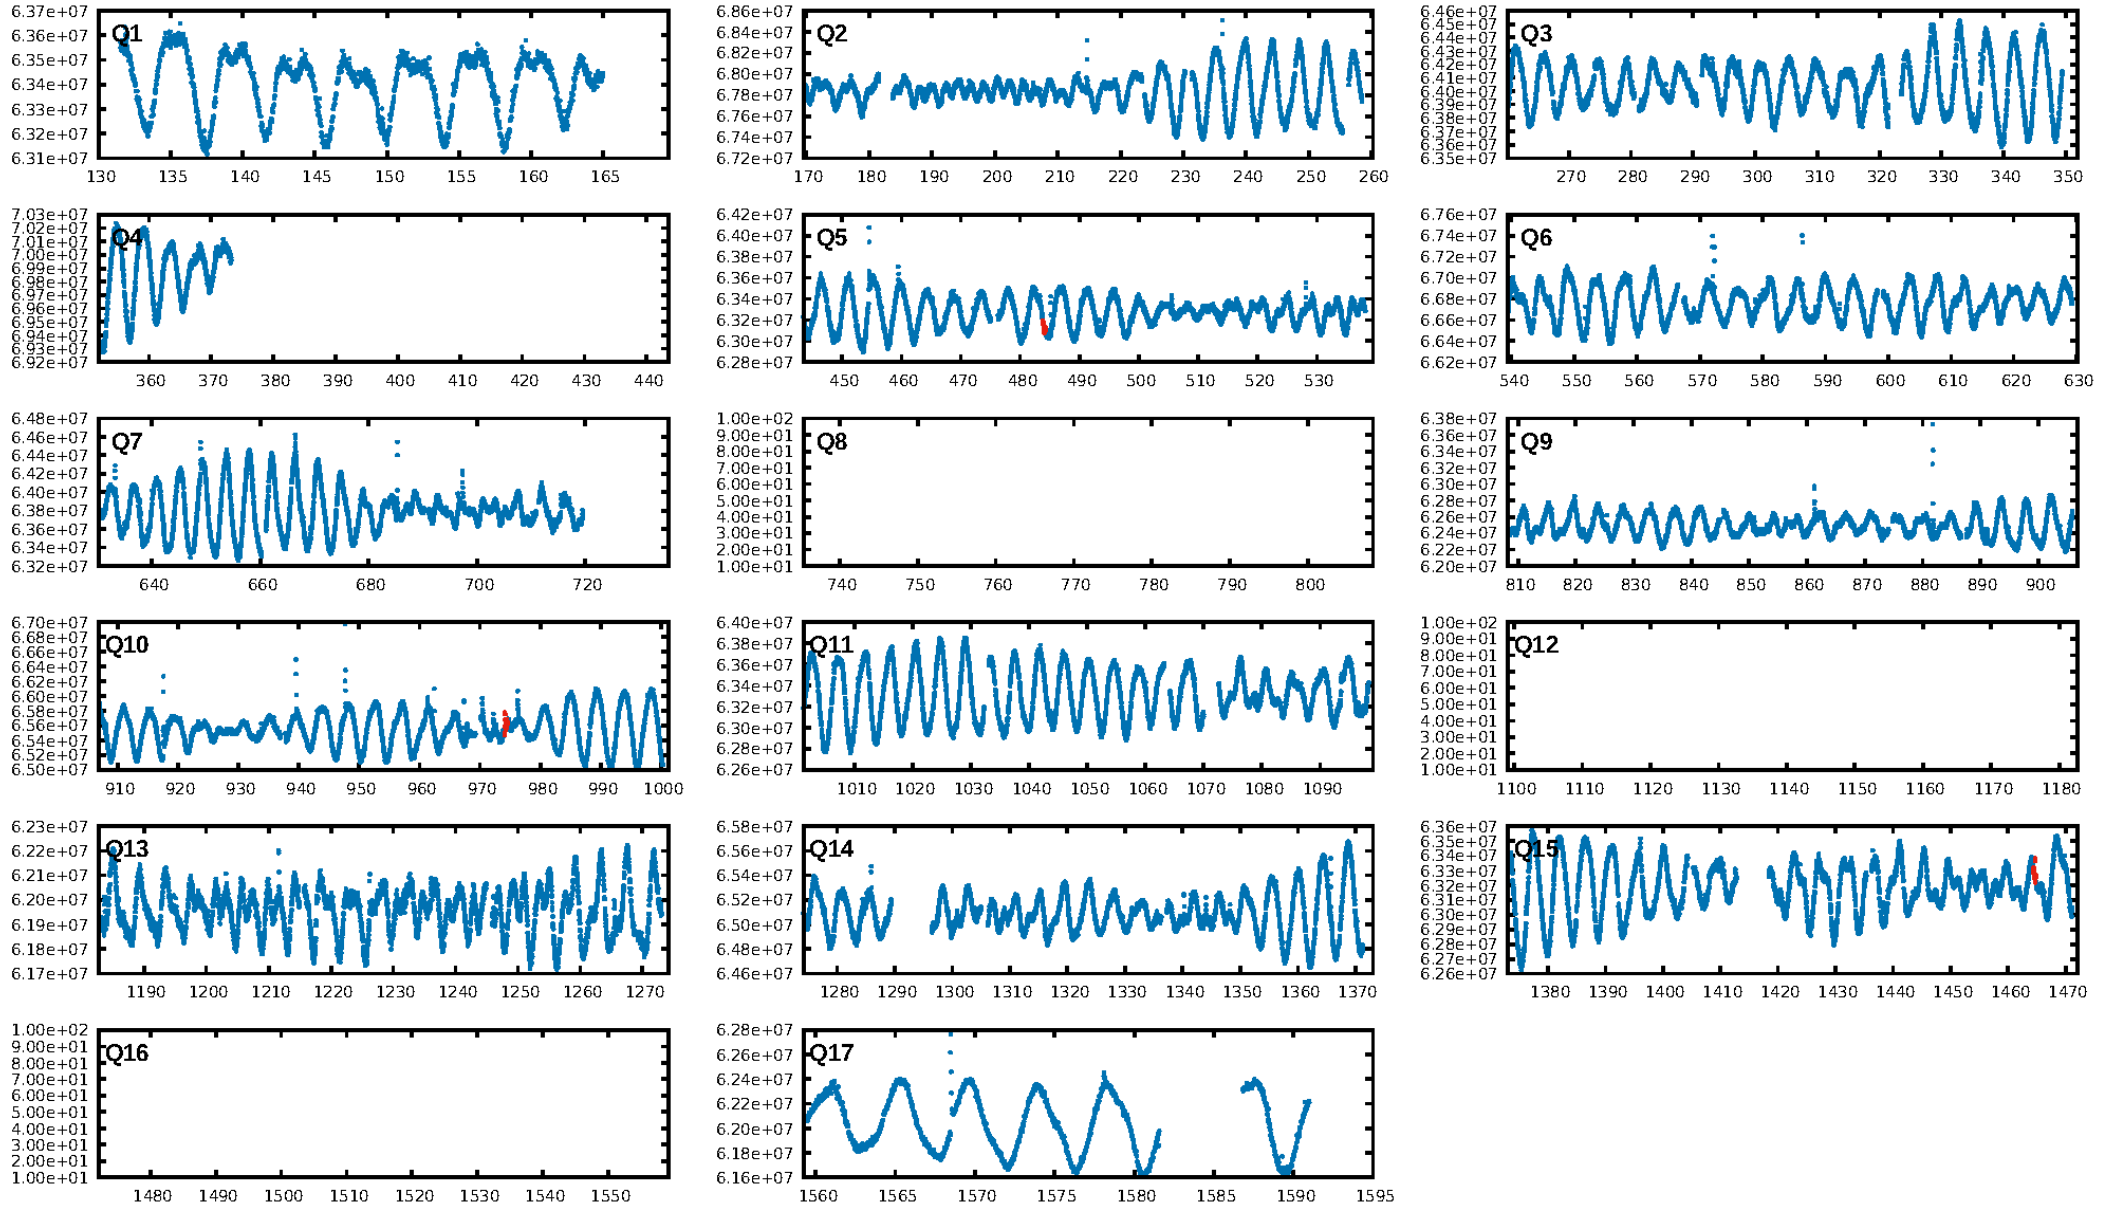 6.37e+07
6.36e+07
6.35e+07
6.34e+07
6.33e+07
6.32e+07
6.31e+07
Q1
130 135 140 145 150 155 160 165
6.86e+07
6.84e+07
6.82e+07
6.80e+07
6.78e+07
6.76e+07
6.74e+07
6.72e+07
Q2
170 180 190 200 210 220 230 240 250 260
6.46e+07
6.45e+07
6.44e+07
6.43e+07
6.42e+07
6.41e+07
6.40e+07
6.39e+07
6.38e+07
6.37e+07
6.36e+07
6.35e+07
Q3
270 280 290 300 310 320 330 340 350
7.03e+07
7.02e+07
7.01e+07
7.00e+07
6.99e+07
6.98e+07
6.97e+07
6.96e+07
6.95e+07
6.94e+07
6.93e+07
6.92e+07
Q4
360 370 380 390 400 410 420 430 440
6.42e+07
6.40e+07
6.38e+07
6.36e+07
6.34e+07
6.32e+07
6.30e+07
6.28e+07
Q5
450 460 470 480 490 500 510 520 530
6.76e+07
6.74e+07
6.72e+07
6.70e+07
6.68e+07
6.66e+07
6.64e+07
6.62e+07
Q6
540 550 560 570 580 590 600 610 620 630
6.48e+07
6.46e+07
6.44e+07
6.42e+07
6.40e+07
6.38e+07
6.36e+07
6.34e+07
6.32e+07
Q7
640 660 680 700 720
1.00e+02
9.00e+01
8.00e+01
7.00e+01
6.00e+01
5.00e+01
4.00e+01
3.00e+01
2.00e+01
1.00e+01
Q8
740 750 760 770 780 790 800
6.38e+07
6.36e+07
6.34e+07
6.32e+07
6.30e+07
6.28e+07
6.26e+07
6.24e+07
6.22e+07
6.20e+07
Q9
810 820 830 840 850 860 870 880 890 900
6.70e+07
6.68e+07
6.66e+07
6.64e+07
6.62e+07
6.60e+07
6.58e+07
6.56e+07
6.54e+07
6.52e+07
6.50e+07
Q10
910 920 930 940 950 960 970 980 990 1000
6.40e+07
6.38e+07
6.36e+07
6.34e+07
6.32e+07
6.30e+07
6.28e+07
6.26e+07
Q11
1010 1020 1030 1040 1050 1060 1070 1080 1090
1.00e+02
9.00e+01
8.00e+01
7.00e+01
6.00e+01
5.00e+01
4.00e+01
3.00e+01
2.00e+01
1.00e+01
Q12
1100 1110 1120 1130 1140 1150 1160 1170 1180
6.23e+07
6.22e+07
6.21e+07
6.20e+07
6.19e+07
6.18e+07
6.17e+07
Q13
1190 1200 1210 1220 1230 1240 1250 1260 1270
6.58e+07
6.56e+07
6.54e+07
6.52e+07
6.50e+07
6.48e+07
6.46e+07
Q14
1280 1290 1300 1310 1320 1330 1340 1350 1360 1370
6.36e+07
6.35e+07
6.34e+07
6.33e+07
6.32e+07
6.31e+07
6.30e+07
6.29e+07
6.28e+07
6.27e+07
6.26e+07
Q15
1380 1390 1400 1410 1420 1430 1440 1450 1460 1470
1.00e+02
9.00e+01
8.00e+01
7.00e+01
6.00e+01
5.00e+01
4.00e+01
3.00e+01
2.00e+01
1.00e+01
Q16
1480 1490 1500 1510 1520 1530 1540 1550
6.28e+07
6.26e+07
6.24e+07
6.22e+07
6.20e+07
6.18e+07
6.16e+07
Q17
1560 1565 1570 1575 1580 1585 1590 1595